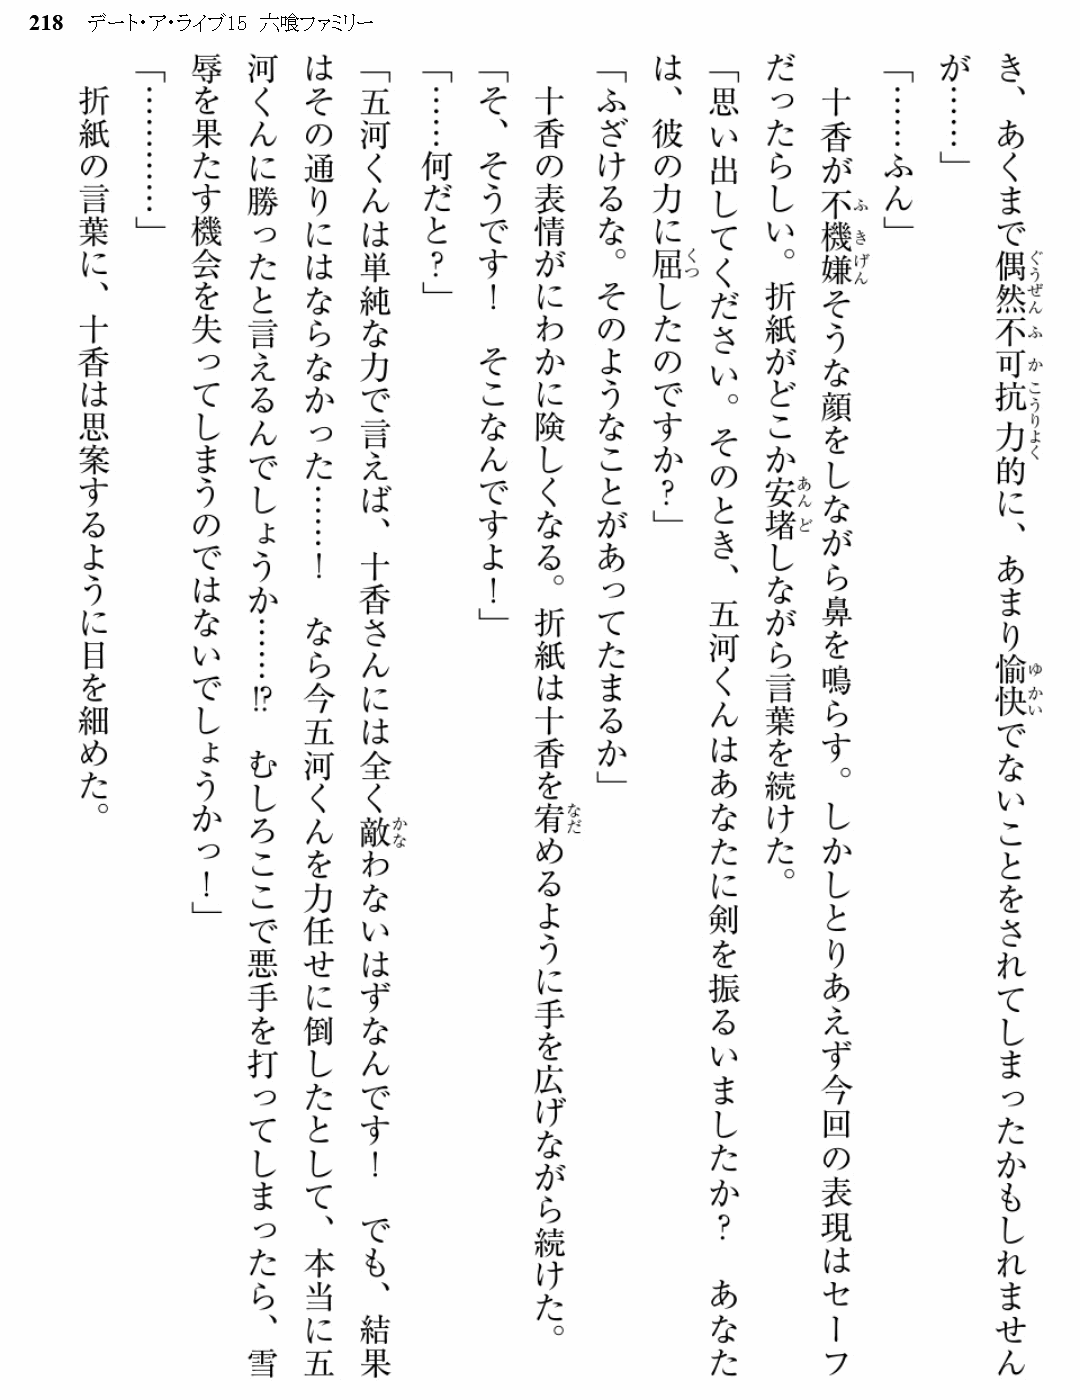 218 デート・ア・ライブ15 六喰ファミリー
き、あくまで偶然不可抗力的に、あまり愉快でないことをされてしまったかもしれません
が……」
「……ふん」
十香が不機嫌そうな顔をしながら鼻を鳴らす。しかしとりあえず今回の表現はセーフ
だったらしい。折紙がどこか安堵しながら言葉を続けた。
「思い出してください。そのとき、五河くんはあなたに剣を振るいましたか？　あなた
は、彼の力に屈したのですか？」
「ふざけるな。そのようなことがあってたまるか」
十香の表情がにわかに険しくなる。折紙は十香を宥めるように手を広げながら続けた。
「そ、そうです！　そこなんですよ！」
「……何だと？」
「五河くんは単純な力で言えば、十香さんには全く敵わないはずなんです！　でも、結果
はその通りにはならなかった……！　なら今五河くんを力任せに倒したとして、本当に五
河くんに勝ったと言えるんでしょうか……!?　むしろここで悪手を打ってしまったら、雪
辱を果たす機会を失ってしまうのではないでしょうかっ！」
「…………」
折紙の言葉に、十香は思案するように目を細めた。